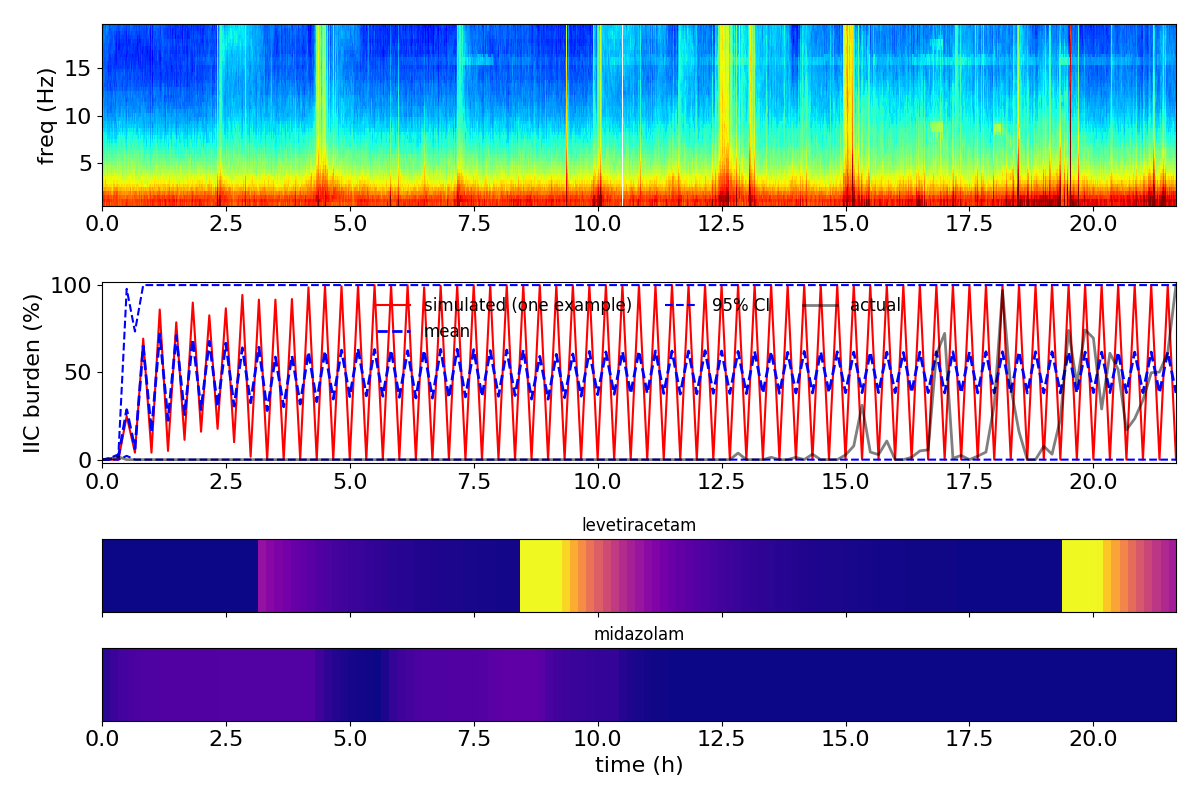 freq (Hz)
15
10
5
0.0 2.5 5.0 7.5 10.0 12.5 15.0 17.5 20.0
IIC burden (%)
100
50
0
simulated (one example) 95% CI actual
mean
0.0 2.5 5.0 7.5 10.0 12.5 15.0 17.5 20.0
levetiracetam
midazolam
0.0 2.5 5.0 7.5 10.0 12.5 15.0 17.5 20.0
time (h)